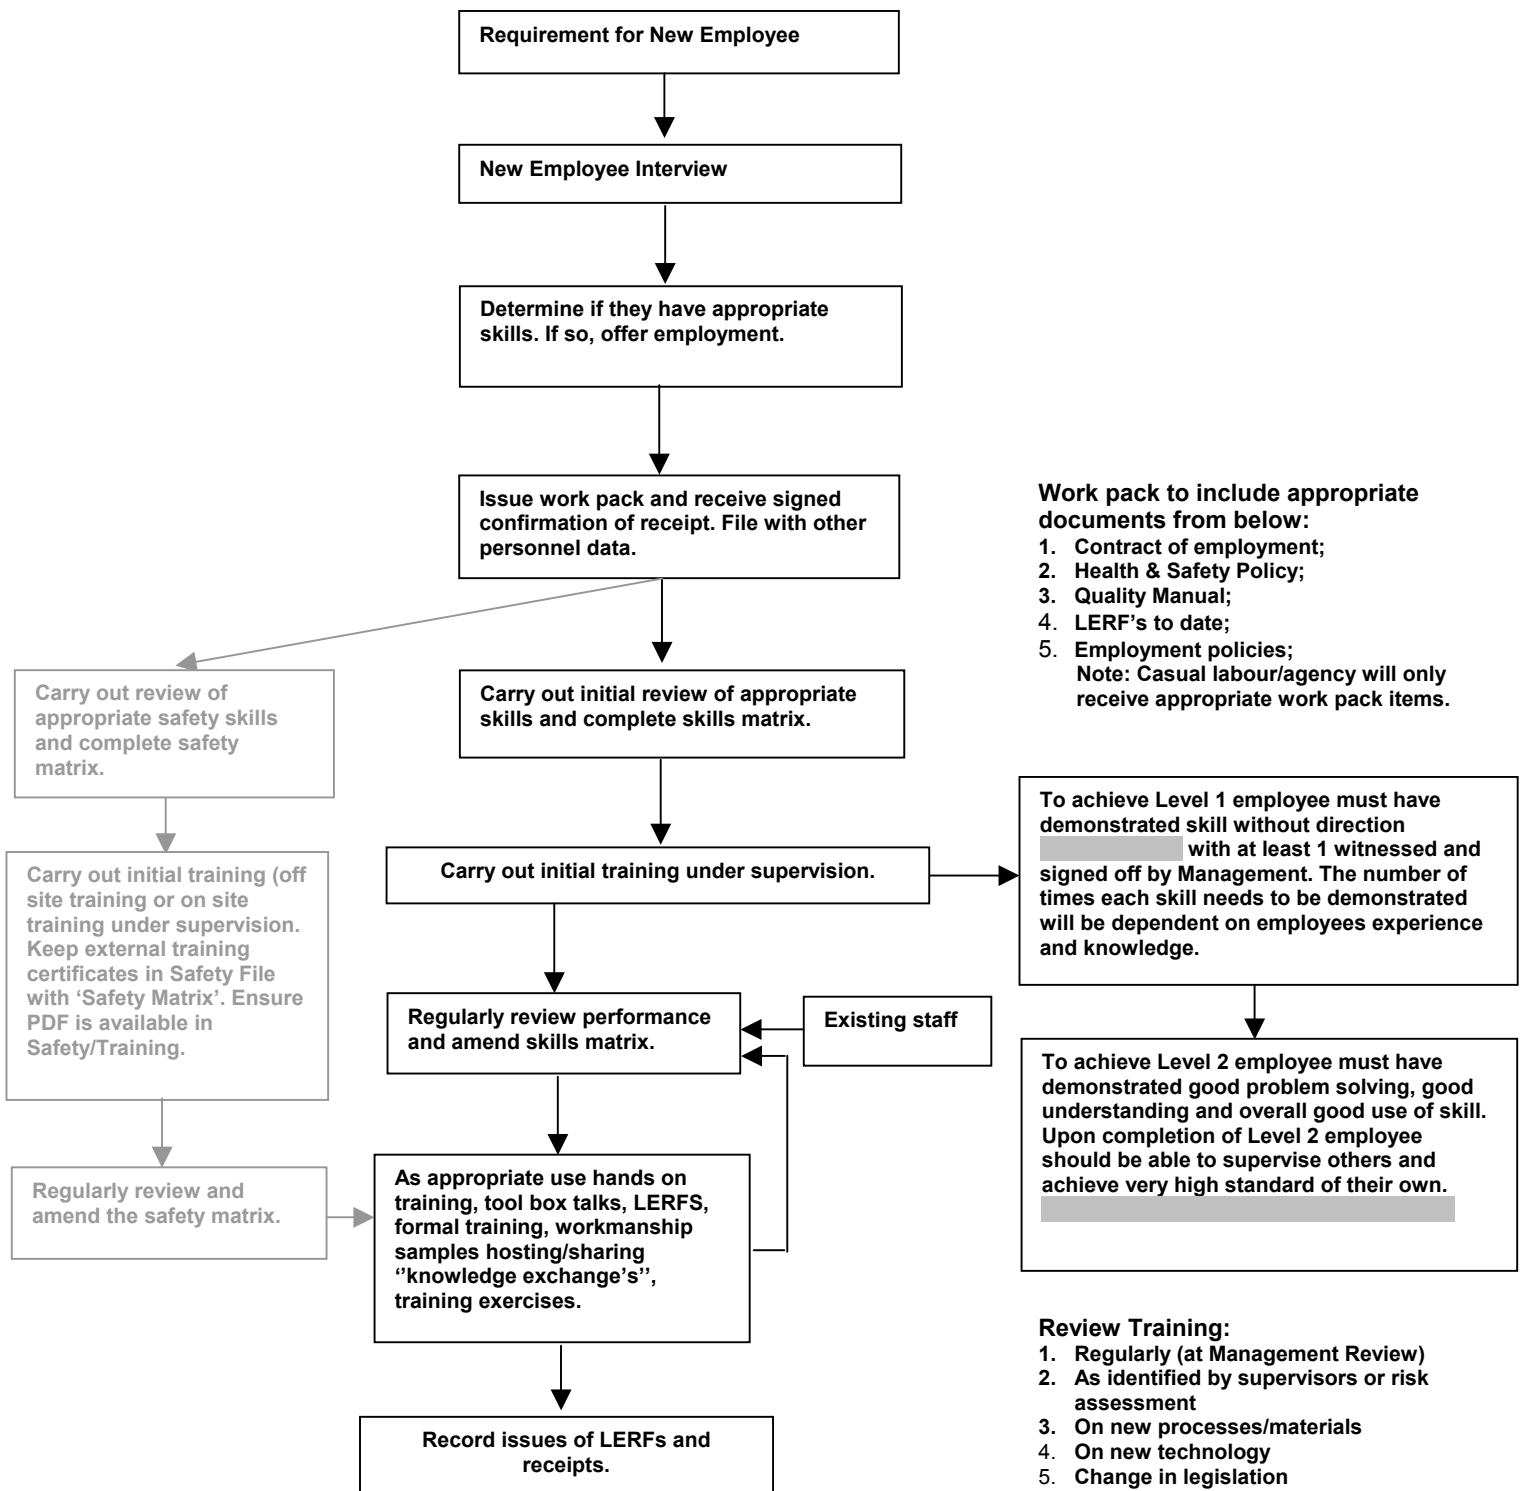 Requirement for New Employee
New Employee Interview
Determine if they have appropriate
skills. If so, offer employment.
Issue work pack and receive signed
confirmation of receipt. File with other
personnel data.
Work pack to include appropriate
documents from below:
1. Contract of employment;
2. Health & Safety Policy;
3. Quality Manual;
4. LERF's to date;
5. Employment policies;
Note: Casual labour/agency will only
receive appropriate work pack items.
Carry out review of
appropriate safety skills
and complete safety
matrix.
Carry out initial review of appropriate
skills and complete skills matrix.
Carry out initial training (off
site training or on site
training under supervision.
Keep external training
certificates in Safety File
with ‘Safety Matrix’. Ensure
PDF is available in
Safety/Training.
Carry out initial training under supervision.
To achieve Level 1 employee must have
demonstrated skill without direction
with at least 1 witnessed and
signed off by Management. The number of
times each skill needs to be demonstrated
will be dependent on employees experience
and knowledge.
Regularly review performance
and amend skills matrix.
Existing staff
To achieve Level 2 employee must have
demonstrated good problem solving, good
understanding and overall good use of skill.
Upon completion of Level 2 employee
should be able to supervise others and
achieve very high standard of their own.
Regularly review and
amend the safety matrix.
As appropriate use hands on
training, tool box talks, LERFS,
formal training, workmanship
samples hosting/sharing
‘’knowledge exchange’s’’,
training exercises.
Record issues of LERFs and
receipts.
Review Training:
1. Regularly (at Management Review)
2. As identified by supervisors or risk
assessment
3. On new processes/materials
4. On new technology
5. Change in legislation